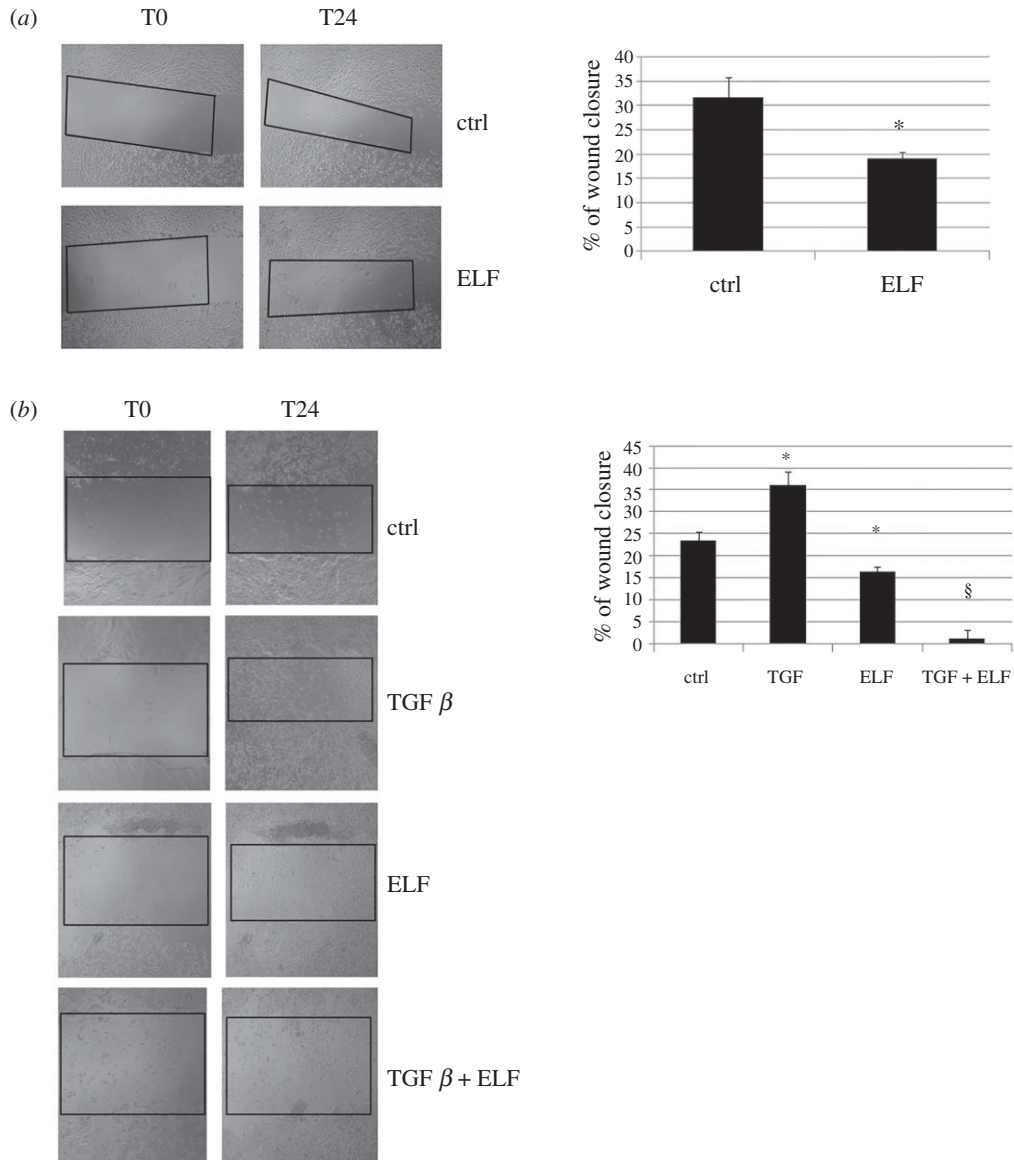 (a)
T0 T24
ctrl
ELF
% of wound closure
40
35
30
25
20
15
10
5
0
*
ctrl ELF
(b)
T0 T24
ctrl
TGF β
ELF
TGF β + ELF
% of wound closure
45
40
35
30
25
20
15
10
5
0
*
*
§
ctrl TGF ELF TGF + ELF